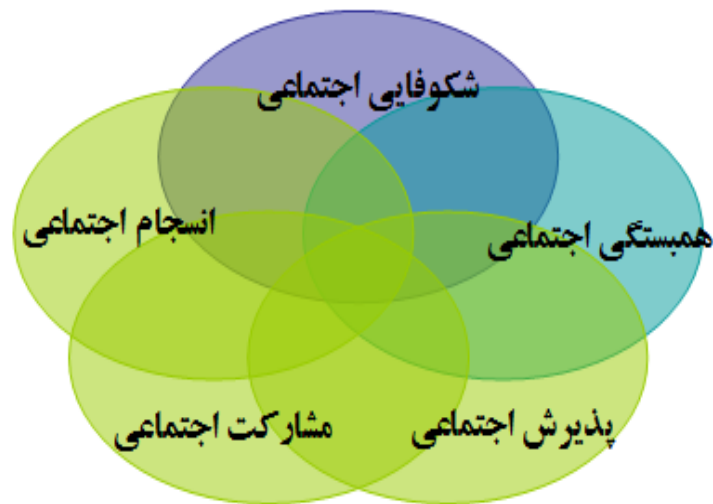 شکوفایی اجتماعی
همبستگی اجتماعی
انسجام اجتماعی
پذیرش اجتماعی
مشارکت اجتماعی